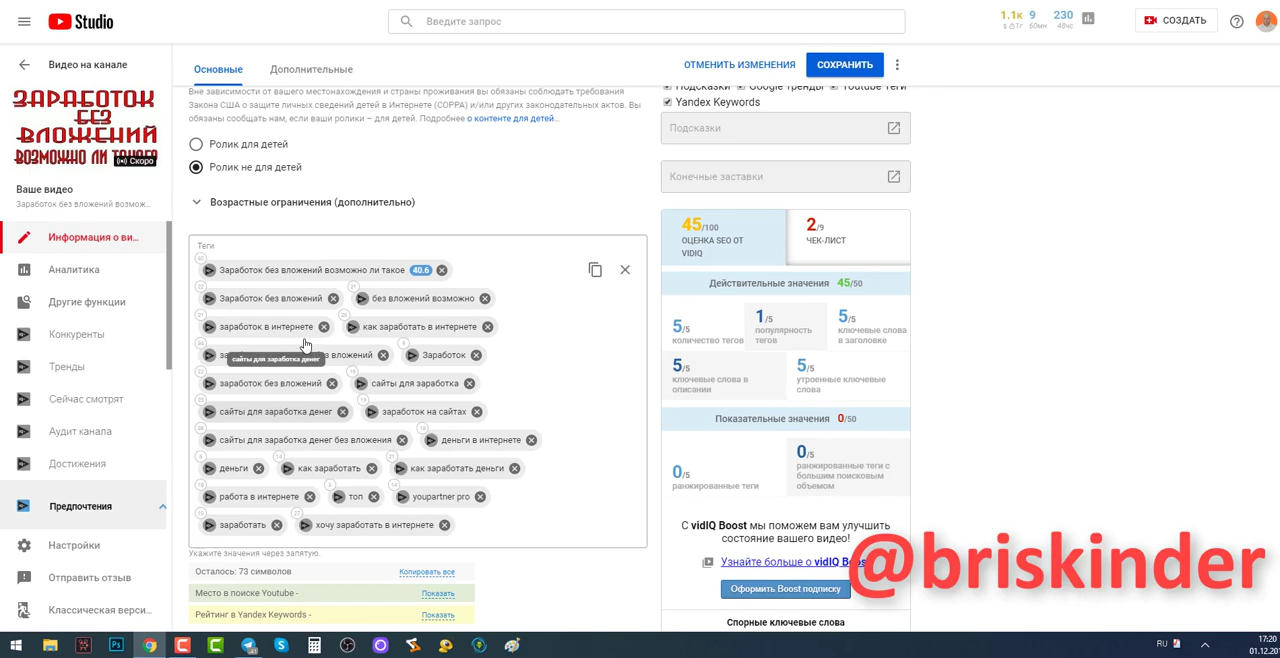 Studio
Введите запрос
1.1к 9 230
$ 1г 60мн 48чс
СОЗДАТЬ
Видео на канале
Основные
Дополнительные
ОТМЕНИТЬ ИЗМЕНЕНИЯ
СОХРАНИТЬ
ЗАРАБОТОК
БЕЗ
ВЛОЖЕНИЙ
ВОЗМОЖНО ЛИ ТАКОЕ
Скоро
Ваше видео
Заработок без вложений возмож...
Информация о ви...
Аналитика
Другие функции
Конкуренты
Тренды
Сейчас смотрят
Аудит канала
Достижения
Предпочтения
Настройки
Отправить отзыв
Классическая верси...
Вне зависимости от вашего местонахождения и страны проживания вы обязаны соблюдать требования
Закона США о защите личных сведений детей в Интернете (COPPA) и/или других законодательных актов. Вы
обязаны сообщать нам, если ваши ролики – для детей. Подробнее о контенте для детей...
Ролик для детей
Ролик не для детей
Возрастные ограничения (дополнительно)
Теги
Заработок без вложений возможно ли такое 40.6
Заработок без вложений
без вложений возможно
заработок в интернете
как заработать в интернете
вложений
Заработок
сайты для заработка денег
заработок без вложений
сайты для заработка
сайты для заработка денег
заработок на сайтах
сайты для заработка денег без вложения
деньги в интернете
деньги
как заработать
как заработать деньги
работа в интернете
топ
youpartner pro
заработать
хочу заработать в интернете
Укажите значения через запятую.
Осталось: 73 символов
Копировать все
Место в поиске Youtube -
Показать
Рейтинг в Yandex Keywords -
Показать
Подсказки Google Тренды Youtube Теги
Yandex Keywords
Подсказки
Конечные заставки
45/100
ОЦЕНКА SEO ОТ
VIDIQ
2/9
ЧЕК-ЛИСТ
Действительные значения 45/50
5/5
количество тегов
1/5
популярность
тегов
5/5
ключевые слова
в заголовке
5/5
ключевые слова в
описании
5/5
утроенные ключевые
слова
Показательные значения 0/50
0/5
ранжированные теги
0/5
ранжированные теги с
большим поисковым
объемом
С vidIQ Boost мы поможем вам улучшить
состояние вашего видео!
Узнайте больше о vidIQ Boost
Оформить Boost подписку
Спорные ключевые слова
@briskinder
RU
17:20
01.12.20